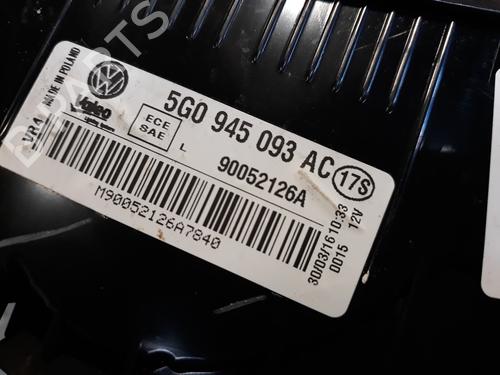 MADE IN POLAND
VRA
Valeo
ECE
SAE
L
5G0 945 093 AC
17S
90052126A
M90052126A7840
30/03/16 10:33
0015 12V
B-PARTS